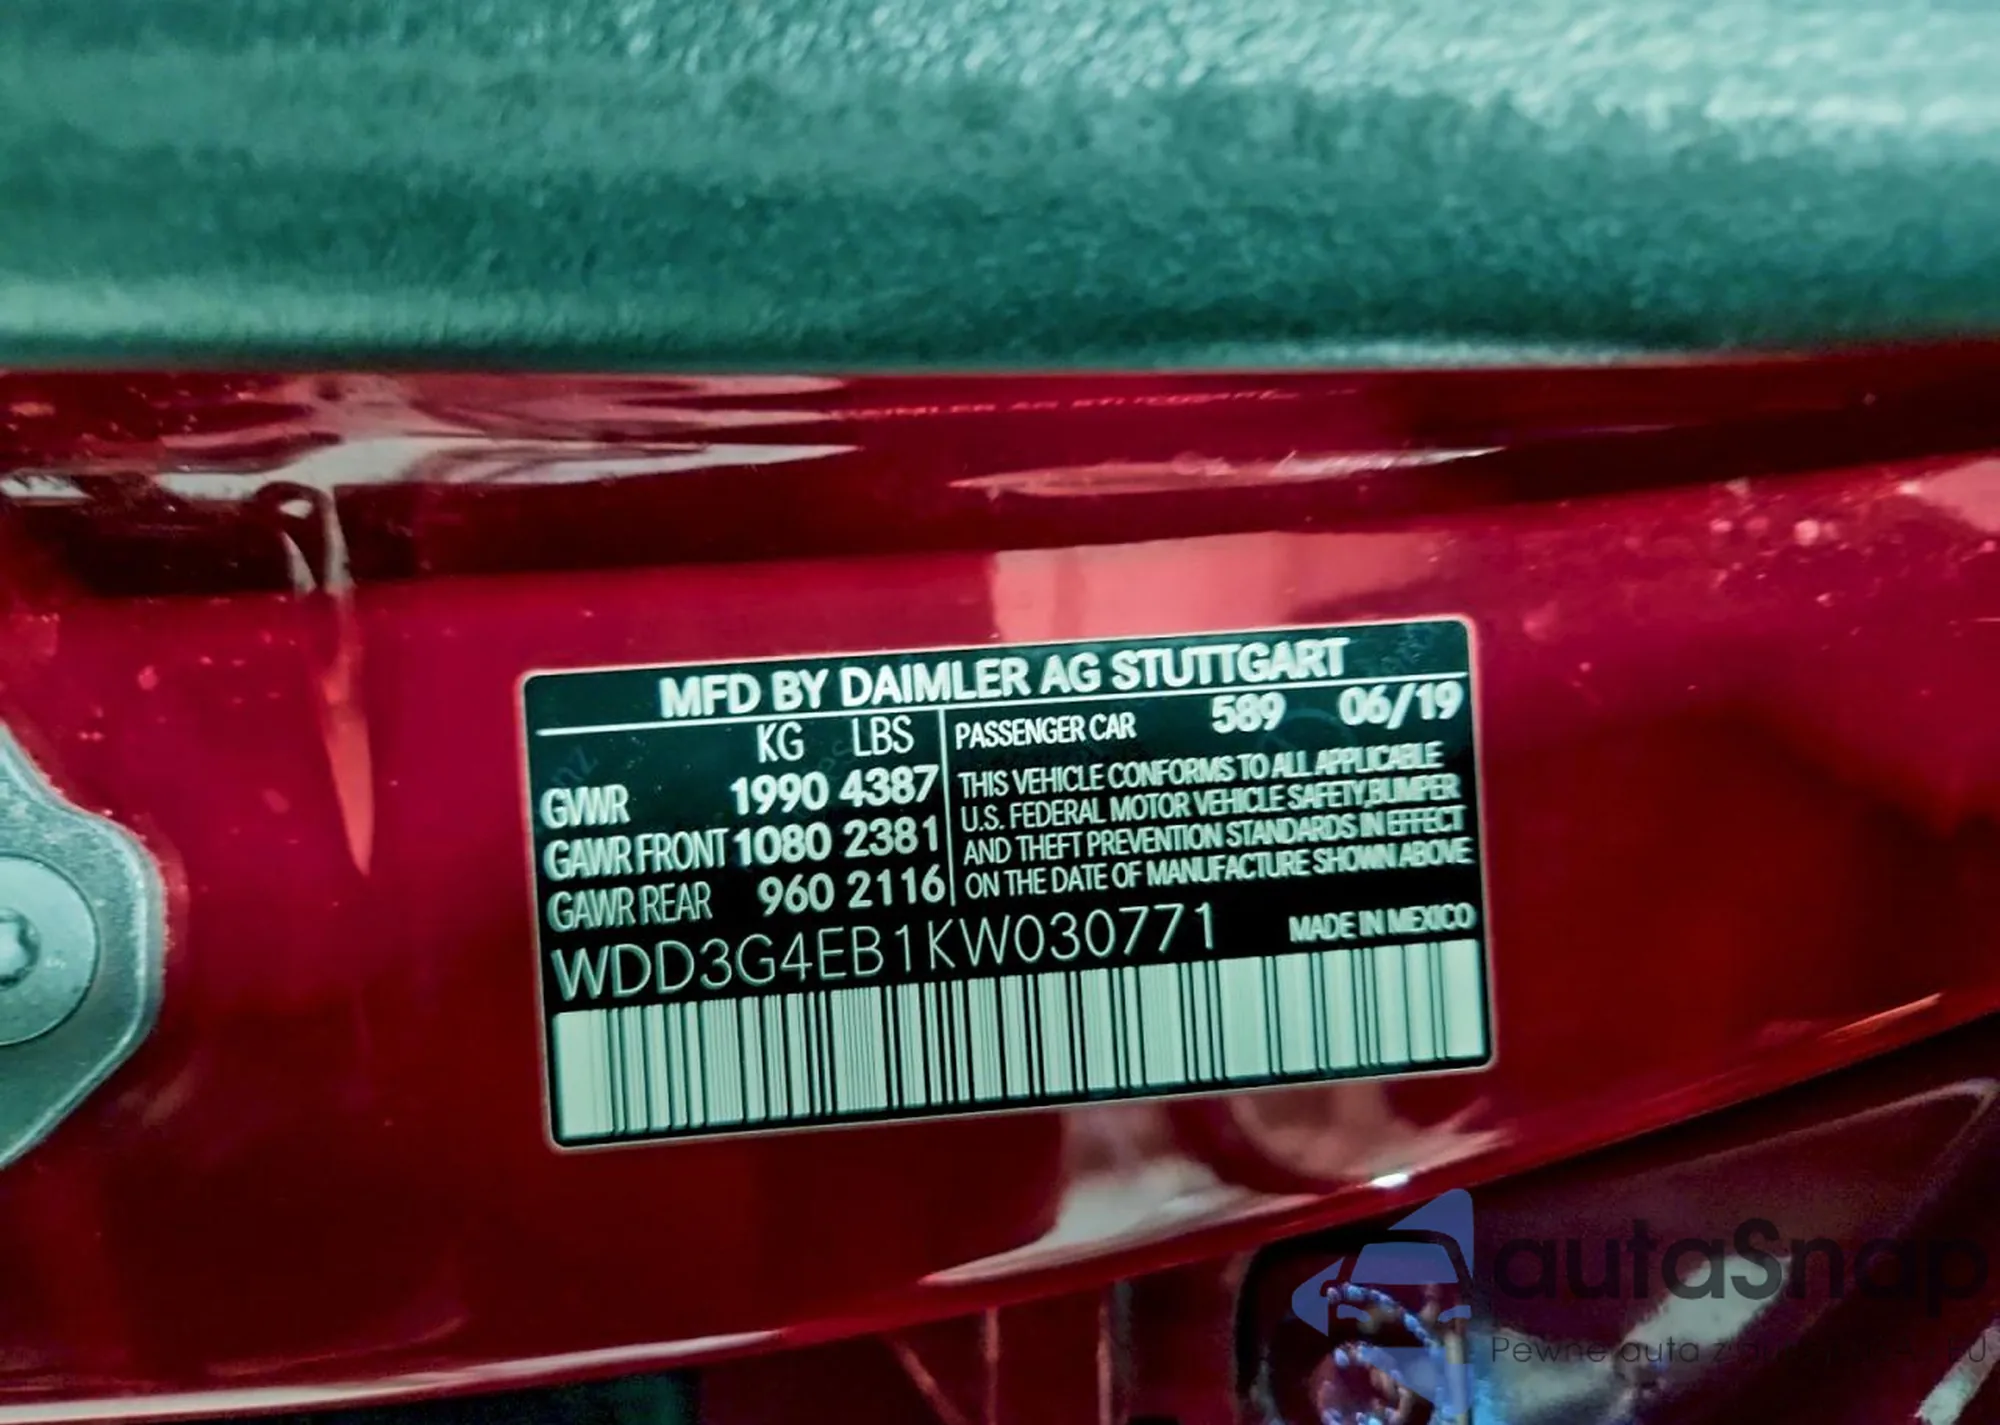 MFD BY DAIMLER AG STUTTGART
KG LBS
GVWR 1990 4387
GAWR FRONT 1080 2381
GAWR REAR 960 2116
PASSENGER CAR 589 06/19
THIS VEHICLE CONFORMS TO ALL APPLICABLE
U.S. FEDERAL MOTOR VEHICLE SAFETY, BUMPER
AND THEFT PREVENTION STANDARDS IN EFFECT
ON THE DATE OF MANUFACTURE SHOWN ABOVE
WDD3G4EB1KW030771
MADE IN MEXICO
autaSnap
Pewne auta z